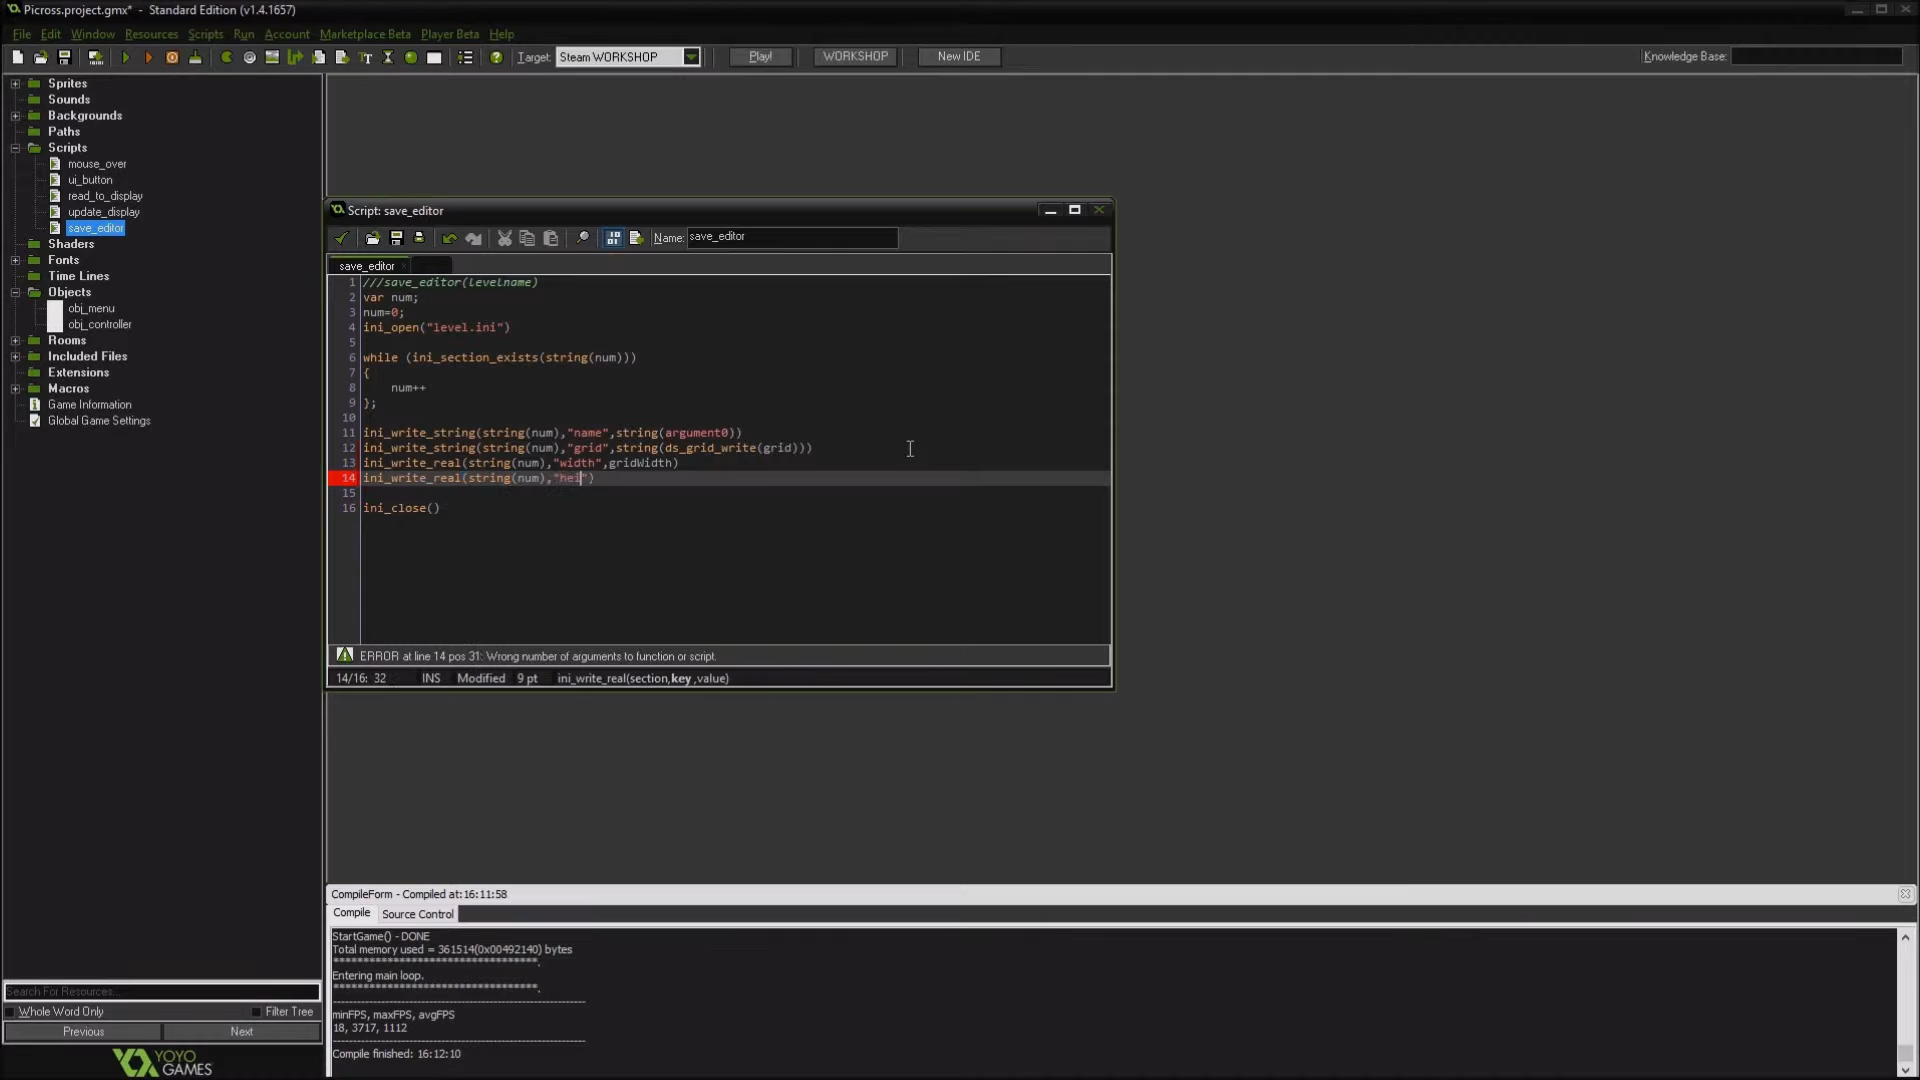 Picross.project.gmx* - Standard Edition (v1.4.1657)
File Edit Window Resources Scripts Run Account Marketplace Beta Player Beta Help
Target: Steam WORKSHOP Play! WORKSHOP New IDE Knowledge Base:
Sprites
Sounds
Backgrounds
Paths
Scripts
mouse_over
ui_button
read_to_display
update_display
save_editor
Shaders
Fonts
Time Lines
Objects
obj_menu
obj_controller
Rooms
Included Files
Extensions
Macros
Game Information
Global Game Settings
Search For Resources...
Whole Word Only Filter Tree
Previous Next
YOYO
GAMES
Script: save_editor
Name: save_editor
save_editor
1 ///save_editor(levelname)
2 var num;
3 num=0;
4 ini_open("level.ini")
5
6 while (ini_section_exists(string(num)))
7 {
8 num++
9 };
10
11 ini_write_string(string(num),"name",string(argument0))
12 ini_write_string(string(num),"grid",string(ds_grid_write(grid)))
13 ini_write_real(string(num),"width",gridWidth)
14 ini_write_real(string(num),"hei")
15
16 ini_close()
ERROR at line 14 pos 31: Wrong number of arguments to function or script.
14/16: 32 INS Modified 9 pt ini_write_real(section,key ,value)
CompileForm - Compiled at:16:11:58
Compile Source Control
StartGame() - DONE
Total memory used = 361514(0x00492140) bytes
**********************************.
Entering main loop.
**********************************.
---------------------------------------------------------------
minFPS, maxFPS, avgFPS
18, 3717, 1112
---------------------------------------------------------------
Compile finished: 16:12:10